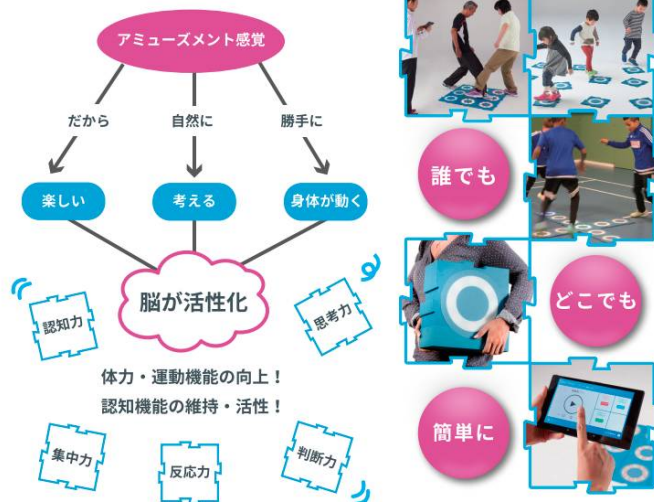 アミューズメント感覚
だから
自然に
勝手に
楽しい
考える
身体が動く
脳が活性化
認知力
思考力
体力・運動機能の向上！
認知機能の維持・活性！
集中力
反応力
判断力
誰でも
どこでも
簡単に